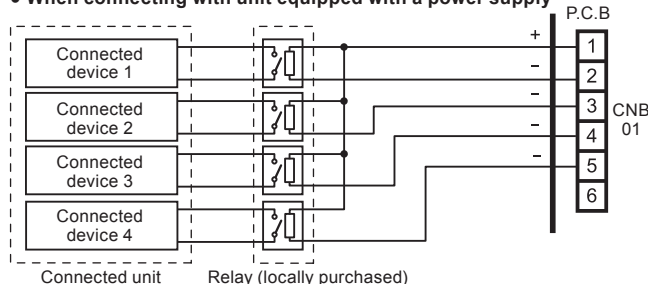 ● When connecting with unit equipped with a power supply
P.C.B
Connected
device 1
Connected
device 2
Connected
device 3
Connected
device 4
+
−
−
−
−
1
2
3
4
5
6
CNB
01
Connected unit
Relay (locally purchased)